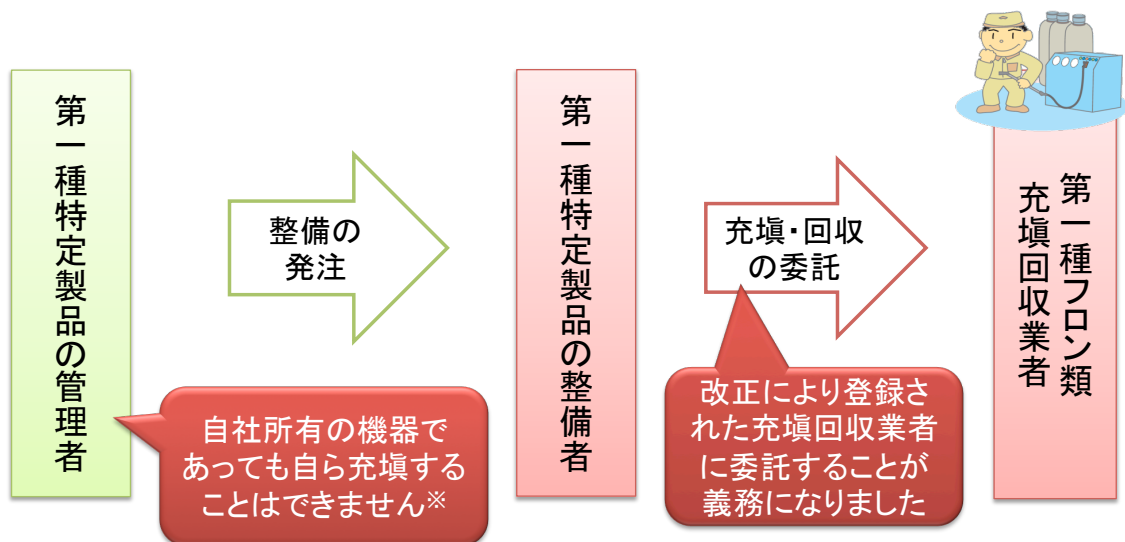 第一種特定製品の管理者
整備の
発注
自社所有の機器で
あっても自ら充塡する
ことはできません※
第一種特定製品の整備者
充塡・回収
の委託
改正により登録さ
れた充塡回収業者
に委託することが
義務になりました
第一種フロン類
充塡回収業者